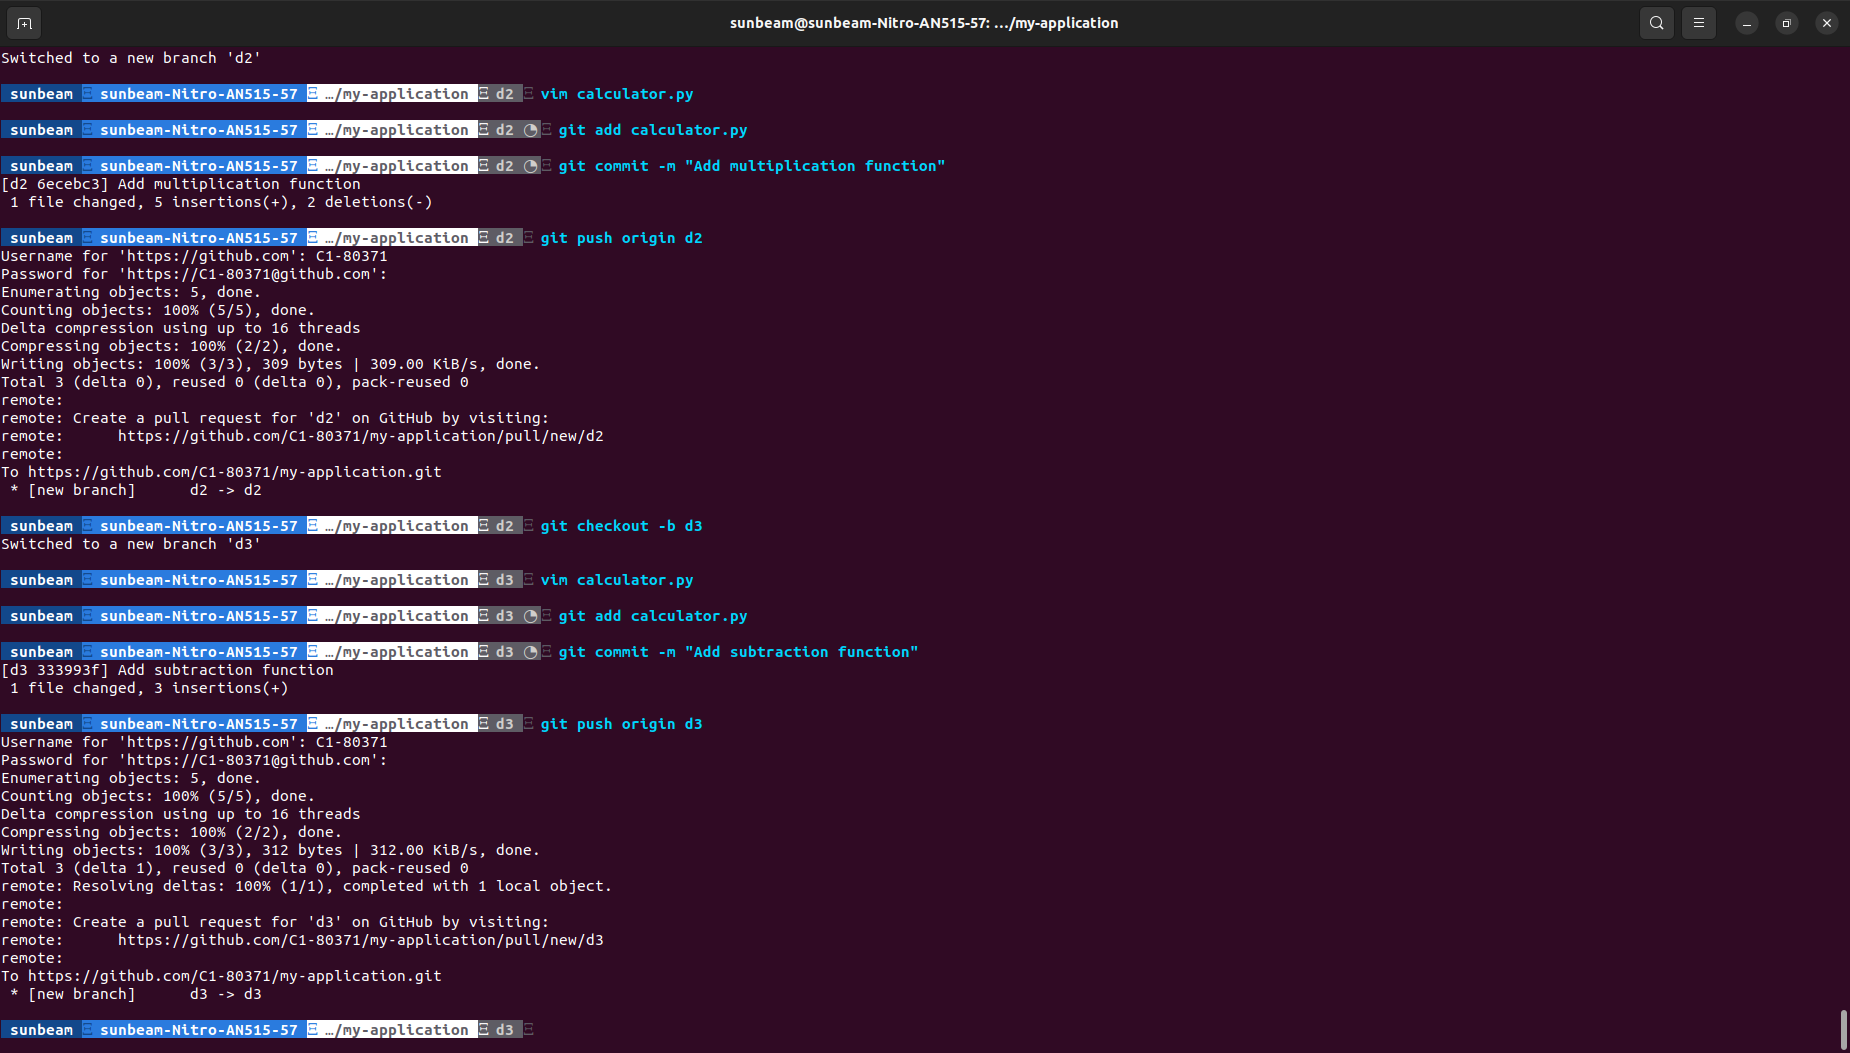 sunbeam@sunbeam-Nitro-AN515-57: …/my-application
Switched to a new branch 'd2'
sunbeam sunbeam-Nitro-AN515-57 …/my-application d2 vim calculator.py
sunbeam sunbeam-Nitro-AN515-57 …/my-application d2 git add calculator.py
sunbeam sunbeam-Nitro-AN515-57 …/my-application d2 git commit -m "Add multiplication function"
[d2 6ecebc3] Add multiplication function
1 file changed, 5 insertions(+), 2 deletions(-)
sunbeam sunbeam-Nitro-AN515-57 …/my-application d2 git push origin d2
Username for 'https://github.com': C1-80371
Password for 'https://C1-80371@github.com':
Enumerating objects: 5, done.
Counting objects: 100% (5/5), done.
Delta compression using up to 16 threads
Compressing objects: 100% (2/2), done.
Writing objects: 100% (3/3), 309 bytes | 309.00 KiB/s, done.
Total 3 (delta 0), reused 0 (delta 0), pack-reused 0
remote:
remote: Create a pull request for 'd2' on GitHub by visiting:
remote:      https://github.com/C1-80371/my-application/pull/new/d2
remote:
To https://github.com/C1-80371/my-application.git
* [new branch]      d2 -> d2
sunbeam sunbeam-Nitro-AN515-57 …/my-application d2 git checkout -b d3
Switched to a new branch 'd3'
sunbeam sunbeam-Nitro-AN515-57 …/my-application d3 vim calculator.py
sunbeam sunbeam-Nitro-AN515-57 …/my-application d3 git add calculator.py
sunbeam sunbeam-Nitro-AN515-57 …/my-application d3 git commit -m "Add subtraction function"
[d3 333993f] Add subtraction function
1 file changed, 3 insertions(+)
sunbeam sunbeam-Nitro-AN515-57 …/my-application d3 git push origin d3
Username for 'https://github.com': C1-80371
Password for 'https://C1-80371@github.com':
Enumerating objects: 5, done.
Counting objects: 100% (5/5), done.
Delta compression using up to 16 threads
Compressing objects: 100% (2/2), done.
Writing objects: 100% (3/3), 312 bytes | 312.00 KiB/s, done.
Total 3 (delta 1), reused 0 (delta 0), pack-reused 0
remote: Resolving deltas: 100% (1/1), completed with 1 local object.
remote:
remote: Create a pull request for 'd3' on GitHub by visiting:
remote:      https://github.com/C1-80371/my-application/pull/new/d3
remote:
To https://github.com/C1-80371/my-application.git
* [new branch]      d3 -> d3
sunbeam sunbeam-Nitro-AN515-57 …/my-application d3